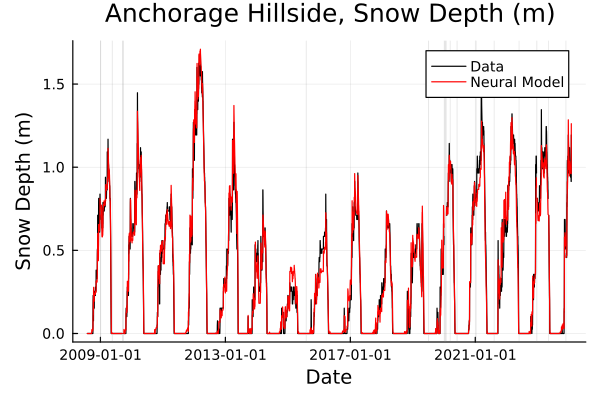 Anchorage Hillside, Snow Depth (m)
Data
Neural Model
Snow Depth (m)
1.5
1.0
0.5
0.0
2009-01-01
2013-01-01
2017-01-01
2021-01-01
Date